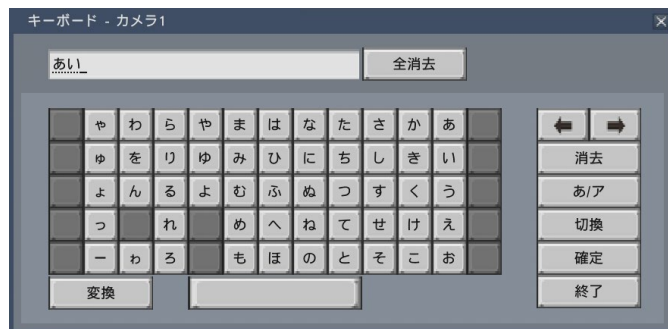 キーボード - カメラ1
あい_
全消去
ゃ わ ら や ま は な た さ か あ
ゅ を り ゆ み ひ に ち し き い 消去
ょ ん る よ む ふ ぬ つ す く う あ/ア
っ れ め へ ね て せ け え 切換
ー ゎ ろ も ほ の と そ こ お 確定
変換 終了